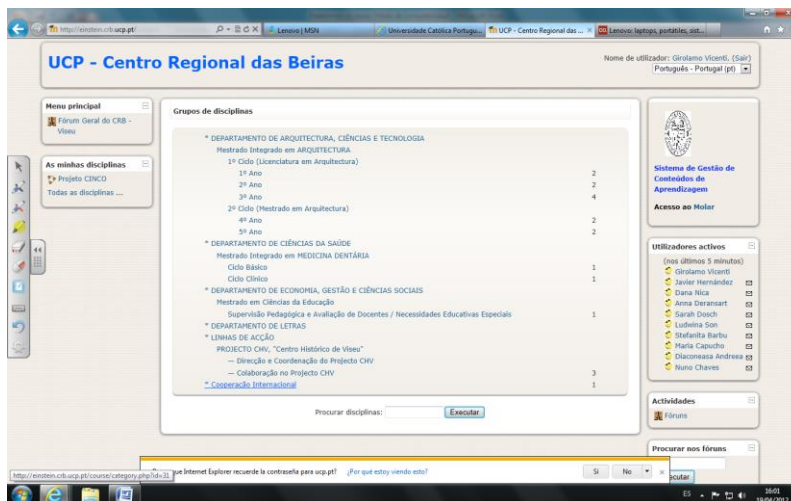 http://einstein.crb.ucp.pt/
Lenovo | MSN
Universidade Católica Portugu...
UCP - Centro Regional das ...
Lenovo: laptops, portátiles, sist...
UCP - Centro Regional das Beiras
Nome de utilizador: Girolamo Vicenti. (Sair)
Português - Portugal (pt)
Menu principal
Fórum Geral do CRB - Viseu
As minhas disciplinas
Projeto CINCO
Todas as disciplinas ...
Grupos de disciplinas
* DEPARTAMENTO DE ARQUITECTURA, CIÊNCIAS E TECNOLOGIA
Mestrado Integrado em ARQUITECTURA
1º Ciclo (Licenciatura em Arquitectura)
1º Ano 2
2º Ano 2
3º Ano 4
2º Ciclo (Mestrado em Arquitectura)
4º Ano 2
5º Ano 2
* DEPARTAMENTO DE CIÊNCIAS DA SAÚDE
Mestrado Integrado em MEDICINA DENTÁRIA
Ciclo Básico 1
Ciclo Clínico 1
* DEPARTAMENTO DE ECONOMIA, GESTÃO E CIÊNCIAS SOCIAIS
Mestrado em Ciências da Educação
Supervisão Pedagógica e Avaliação de Docentes / Necessidades Educativas Especiais 1
* DEPARTAMENTO DE LETRAS
* LINHAS DE ACÇÃO
PROJECTO CHV, "Centro Histórico de Viseu"
— Direcção e Coordenação do Projecto CHV
— Colaboração no Projecto CHV 3
* Cooperação Internacional 1
Procurar disciplinas:
Executar
Sistema de Gestão de
Conteúdos de
Aprendizagem
Acesso ao Molar
Utilizadores activos
(nos últimos 5 minutos)
Girolamo Vicenti
Javier Hernández
Dana Nica
Anna Deransart
Sarah Dosch
Ludwina Son
Stefanita Barbu
Maria Capucho
Diaconeasa Andreea
Nuno Chaves
Actividades
Fóruns
Procurar nos fóruns
ecutar
que Internet Explorer recuerde la contraseña para ucp.pt? ¿Por qué estoy viendo esto?
Sí
No
http://einstein.crb.ucp.pt/course/category.php?id=31
ES
16:01
19/04/2012